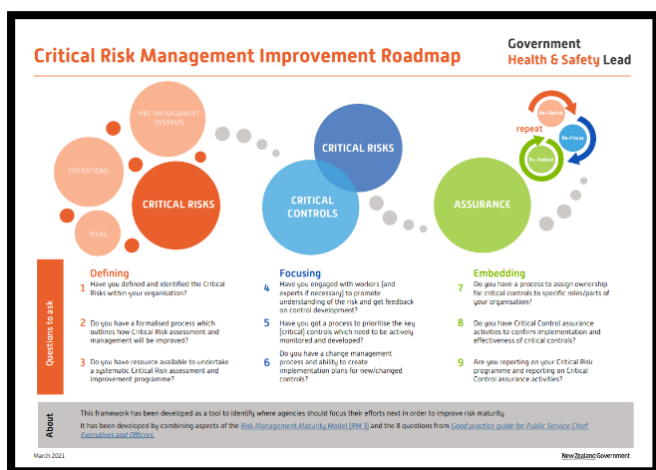 Critical Risk Management Improvement Roadmap
Government
Health & Safety Lead
H&S MANAGEMENT
SYSTEMS
OPERATIONS
RISKS
CRITICAL RISKS
CRITICAL RISKS
CRITICAL
CONTROLS
ASSURANCE
repeat
Re-Define
Re-Focus
Re-Embed
Questions to ask
Defining
1 Have you defined and identified the Critical
Risks within your organisation?
2 Do you have a formalised process which
outlines how Critical Risk assessment and
management will be improved?
3 Do you have resource available to undertake
a systematic Critical Risk assessment and
improvement programme?
Focusing
4 Have you engaged with workers (and
experts if necessary) to promote
understanding of the risk and get feedback
on control development?
5 Have you got a process to prioritise the key
(critical) controls which need to be actively
monitored and developed?
6 Do you have a change management
process and ability to create
implementation plans for new/changed
controls?
Embedding
7 Do you have a process to assign ownership
for critical controls to specific roles/parts of
your organisation?
8 Do you have Critical Control assurance
activities to confirm implementation and
effectiveness of critical controls?
9 Are you reporting on your Critical Risk
programme and reporting on Critical
Control assurance activities?
About
This framework has been developed as a tool to identify where agencies should focus their efforts next in order to improve risk maturity.
It has been developed by combining aspects of the Risk Management Maturity Model (RM 3) and the 8 questions from Good practice guide for Public Service Chief
Executives and Officers.
March 2021
New Zealand Government